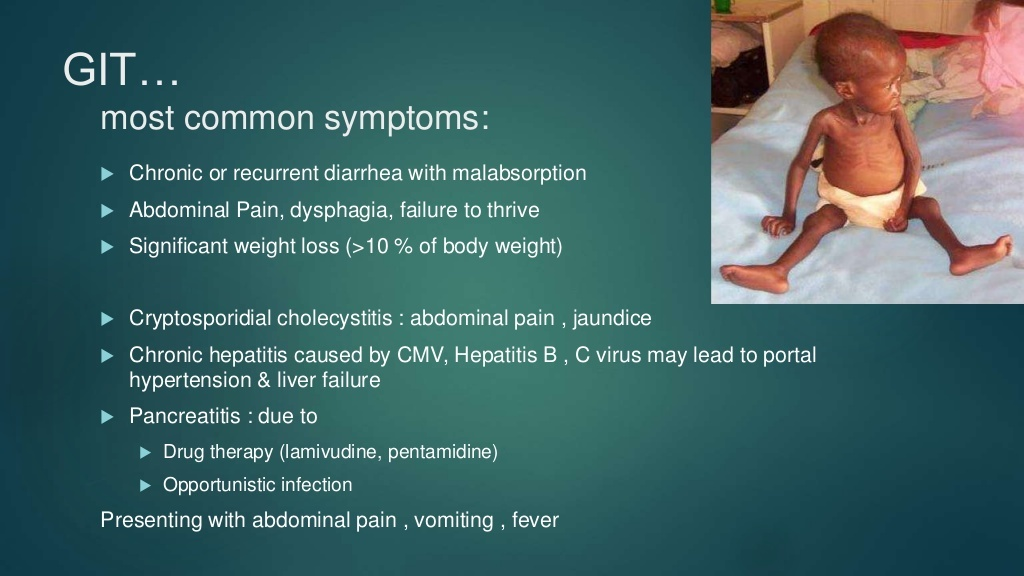 GIT…
most common symptoms:
Chronic or recurrent diarrhea with malabsorption
Abdominal Pain, dysphagia, failure to thrive
Significant weight loss (>10 % of body weight)
Cryptosporidial cholecystitis : abdominal pain , jaundice
Chronic hepatitis caused by CMV, Hepatitis B , C virus may lead to portal
hypertension & liver failure
Pancreatitis : due to
Drug therapy (lamivudine, pentamidine)
Opportunistic infection
Presenting with abdominal pain , vomiting , fever